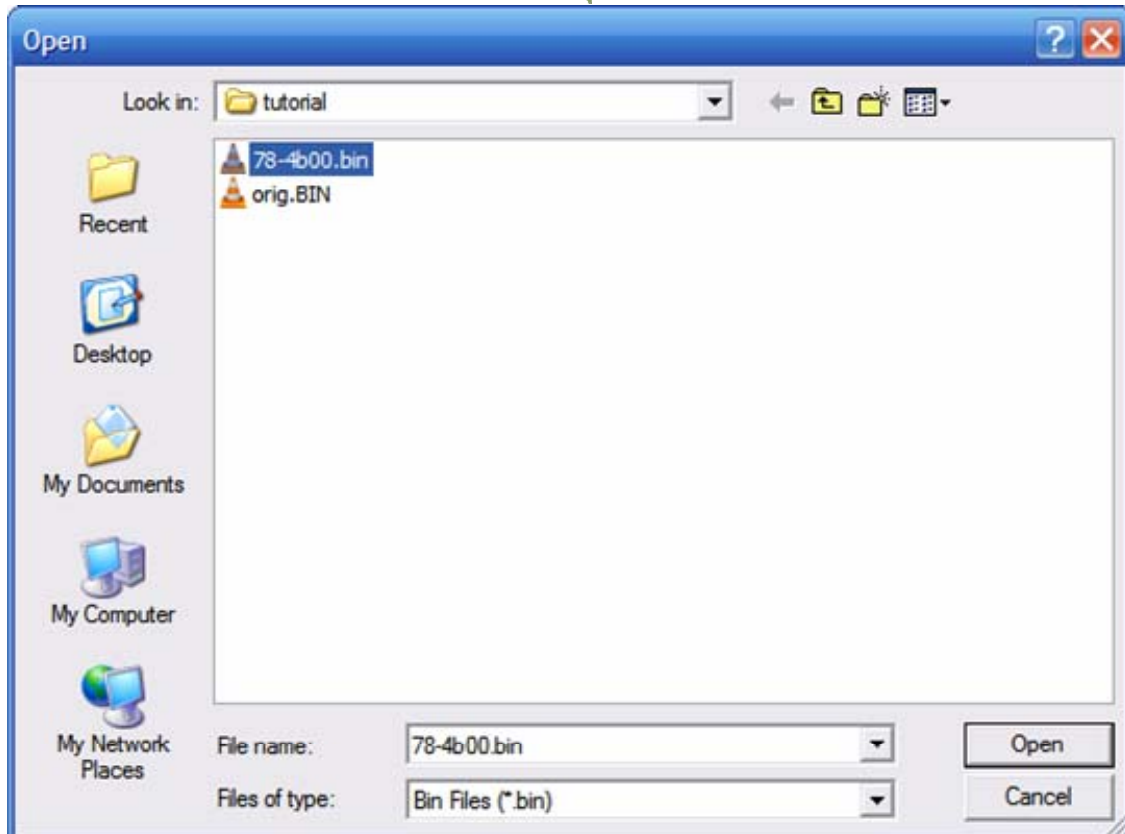 Open
Look in: tutorial
78-4b00.bin
orig.BIN
Recent
Desktop
My Documents
My Computer
My Network
Places
File name: 78-4b00.bin Open
Files of type: Bin Files (*.bin) Cancel